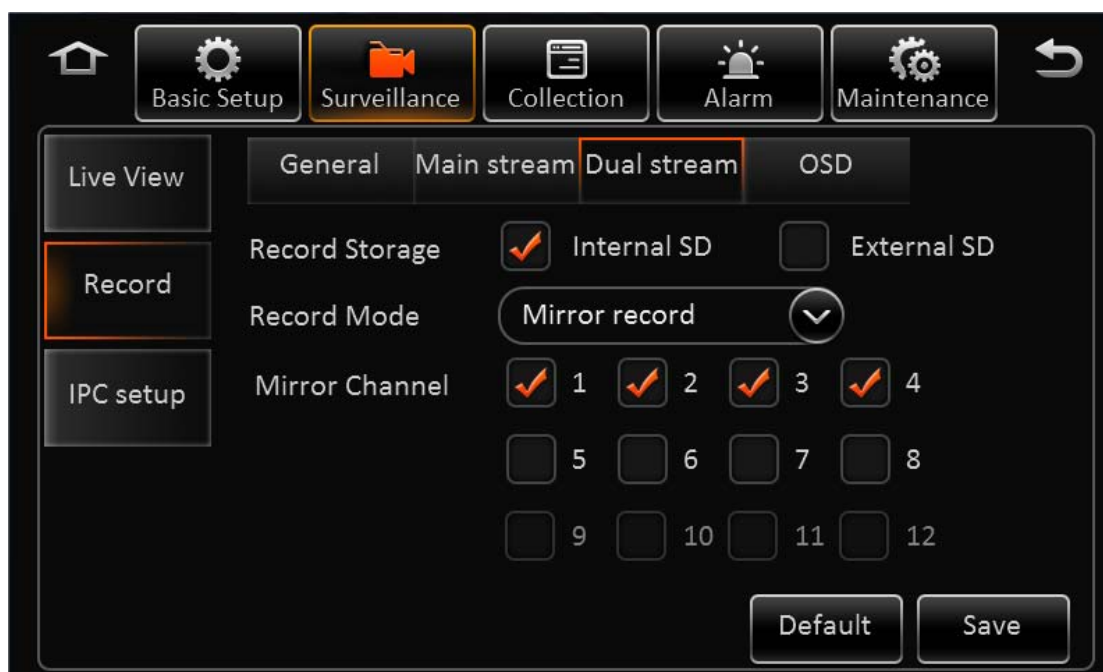 Basic Setup Surveillance Collection Alarm Maintenance
Live View
Record
IPC setup
General Main stream Dual stream OSD
Record Storage Internal SD External SD
Record Mode Mirror record
Mirror Channel 1 2 3 4
5 6 7 8
9 10 11 12
Default Save